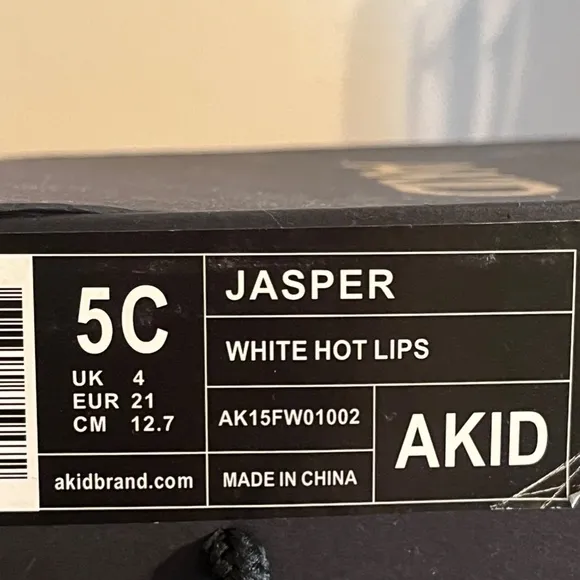 5C
UK 4
EUR 21
CM 12.7
akidbrand.com
JASPER
WHITE HOT LIPS
AK15FW01002
MADE IN CHINA
AKID